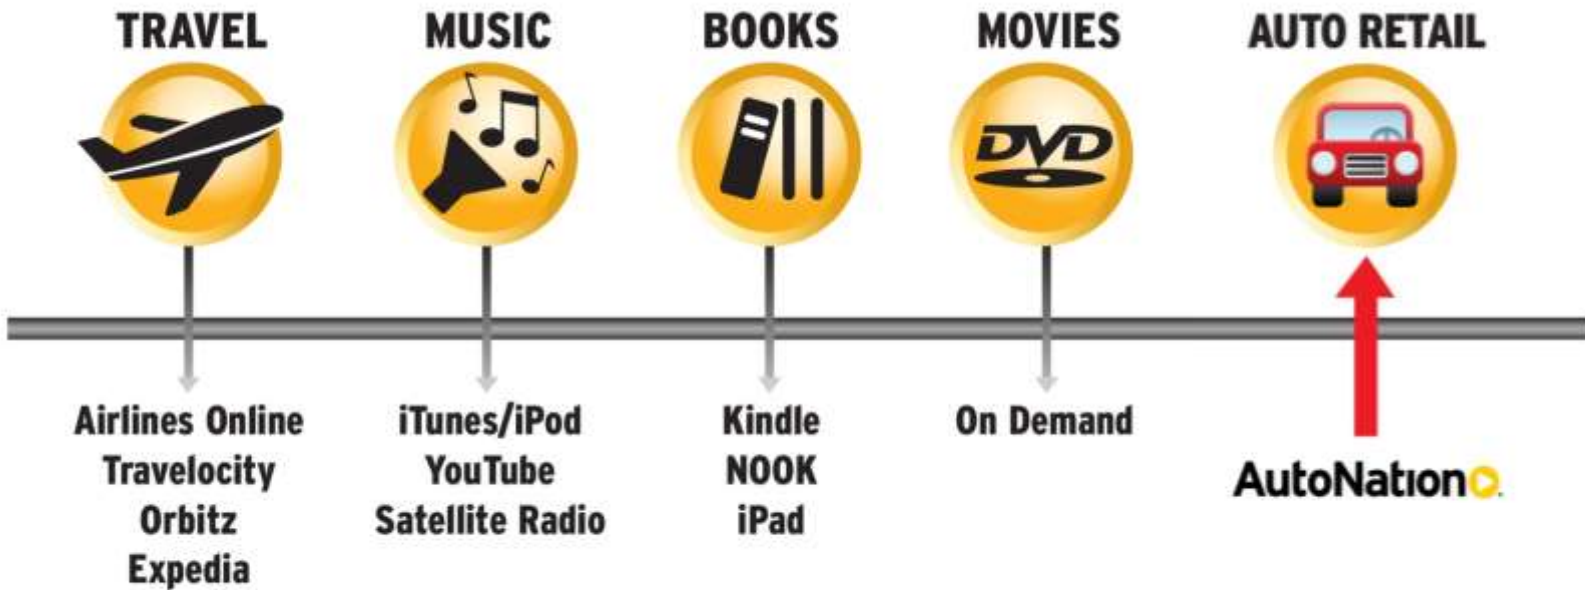 TRAVEL
MUSIC
BOOKS
MOVIES
AUTO RETAIL
DVD
Airlines Online
Travelocity
Orbitz
Expedia
iTunes/iPod
YouTube
Satellite Radio
Kindle
NOOK
iPad
On Demand
AutoNation